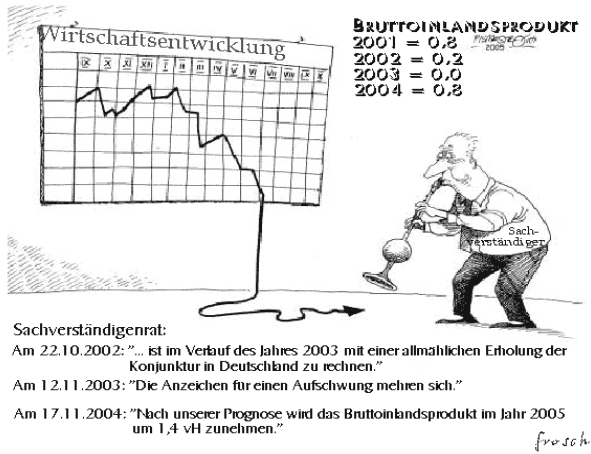 Wirtschaftsentwicklung
IX X XI XII I II III IV V VI VII VIII IX X
BRUTTOINLANDSPRODUKT
2001 = 0,8
2002 = 0,2
2005
2003 = 0,0
2004 = 0,8
Sach-
verständiger
Sachverständigenrat:
Am 22.10.2002: "... ist im Verlauf des Jahres 2003 mit einer allmählichen Erholung der
Konjunktur in Deutschland zu rechnen."
Am 12.11.2003: "Die Anzeichen für einen Aufschwung mehren sich."
Am 17.11.2004: "Nach unserer Prognose wird das Bruttoinlandsprodukt im Jahr 2005
um 1,4 vH zunehmen."
frosch